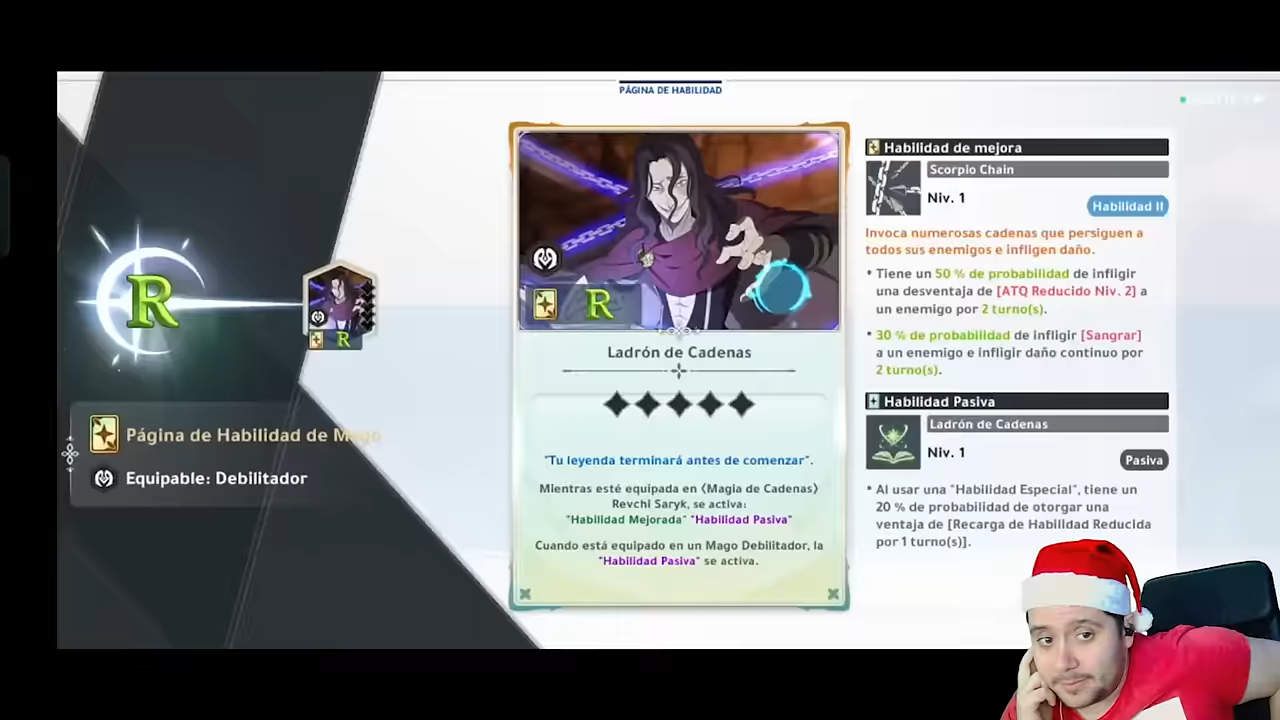 PÁGINA DE HABILIDAD
R
R
Página de Habilidad de Mago
Equipable: Debilitador
R
Ladrón de Cadenas
"Tu leyenda terminará antes de comenzar".
Mientras esté equipada en (Magia de Cadenas)
Revchi Saryk, se activa:
"Habilidad Mejorada" "Habilidad Pasiva"
Cuando está equipado en un Mago Debilitador, la
"Habilidad Pasiva" se activa.
Habilidad de mejora
Scorpio Chain
Niv. 1
Habilidad II
Invoca numerosas cadenas que persiguen a
todos sus enemigos e infligen daño.
• Tiene un 50 % de probabilidad de infligir
una desventaja de [ATQ Reducido Niv. 2] a
un enemigo por 2 turno(s).
• 30 % de probabilidad de infligir [Sangrar]
a un enemigo e infligir daño continuo por
2 turno(s).
Habilidad Pasiva
Ladrón de Cadenas
Niv. 1
Pasiva
• Al usar una "Habilidad Especial", tiene un
20 % de probabilidad de otorgar una
ventaja de [Recarga de Habilidad Reducida
por 1 turno(s)].